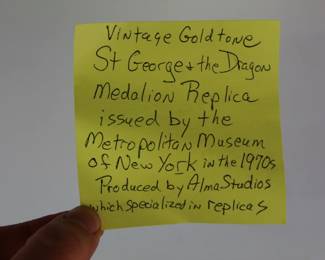 Vintage Goldtone
St George + the Dragon
Medalion Replica
issued by the
Metropolitan Museum
of New York in the 1970s
Produced by Alma Studios
which specialized in replicas